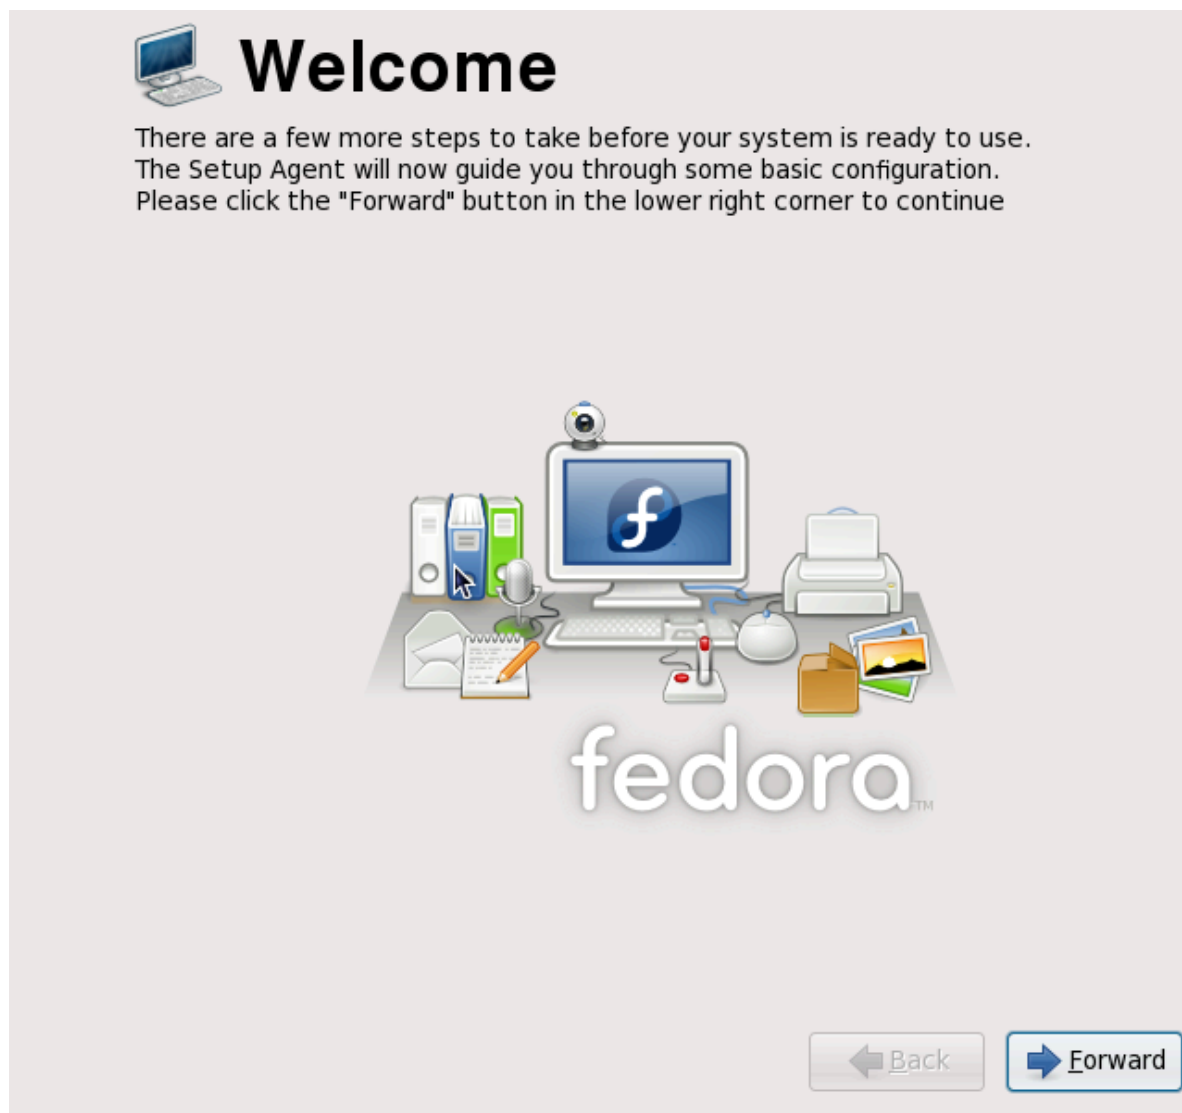 Welcome
There are a few more steps to take before your system is ready to use.
The Setup Agent will now guide you through some basic configuration.
Please click the "Forward" button in the lower right corner to continue
fedora™
Back
Forward